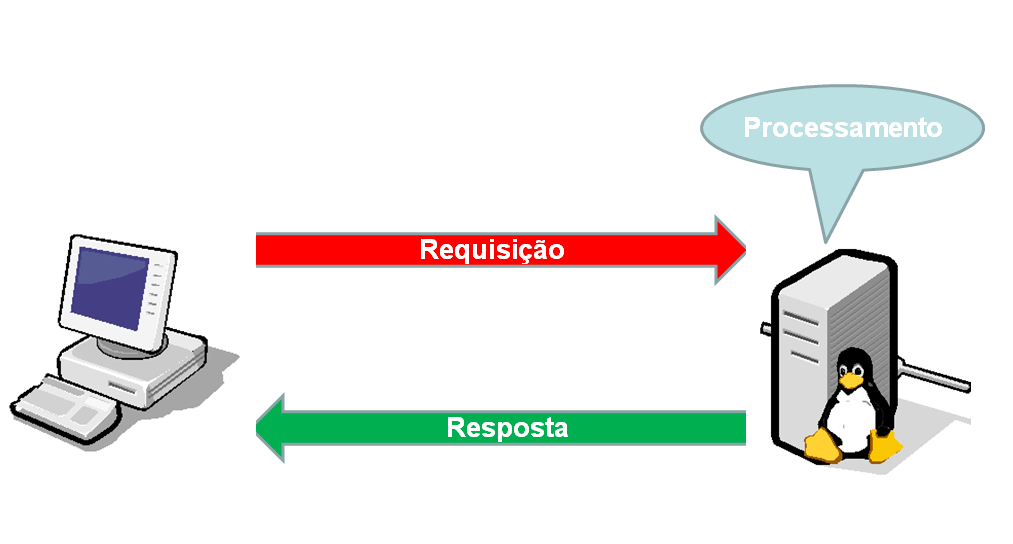 Processamento
Requisição
Resposta